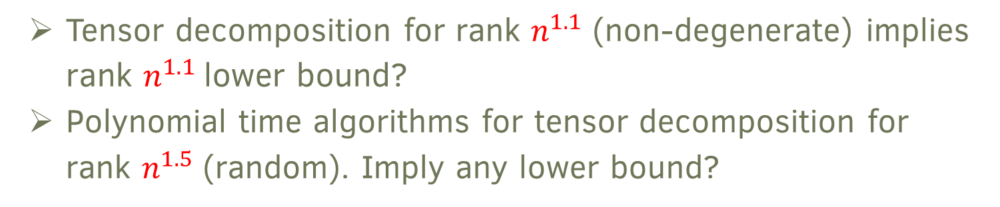 ➢ Tensor decomposition for rank n^{1.1} (non-degenerate) implies
rank n^{1.1} lower bound?
➢ Polynomial time algorithms for tensor decomposition for
rank n^{1.5} (random). Imply any lower bound?